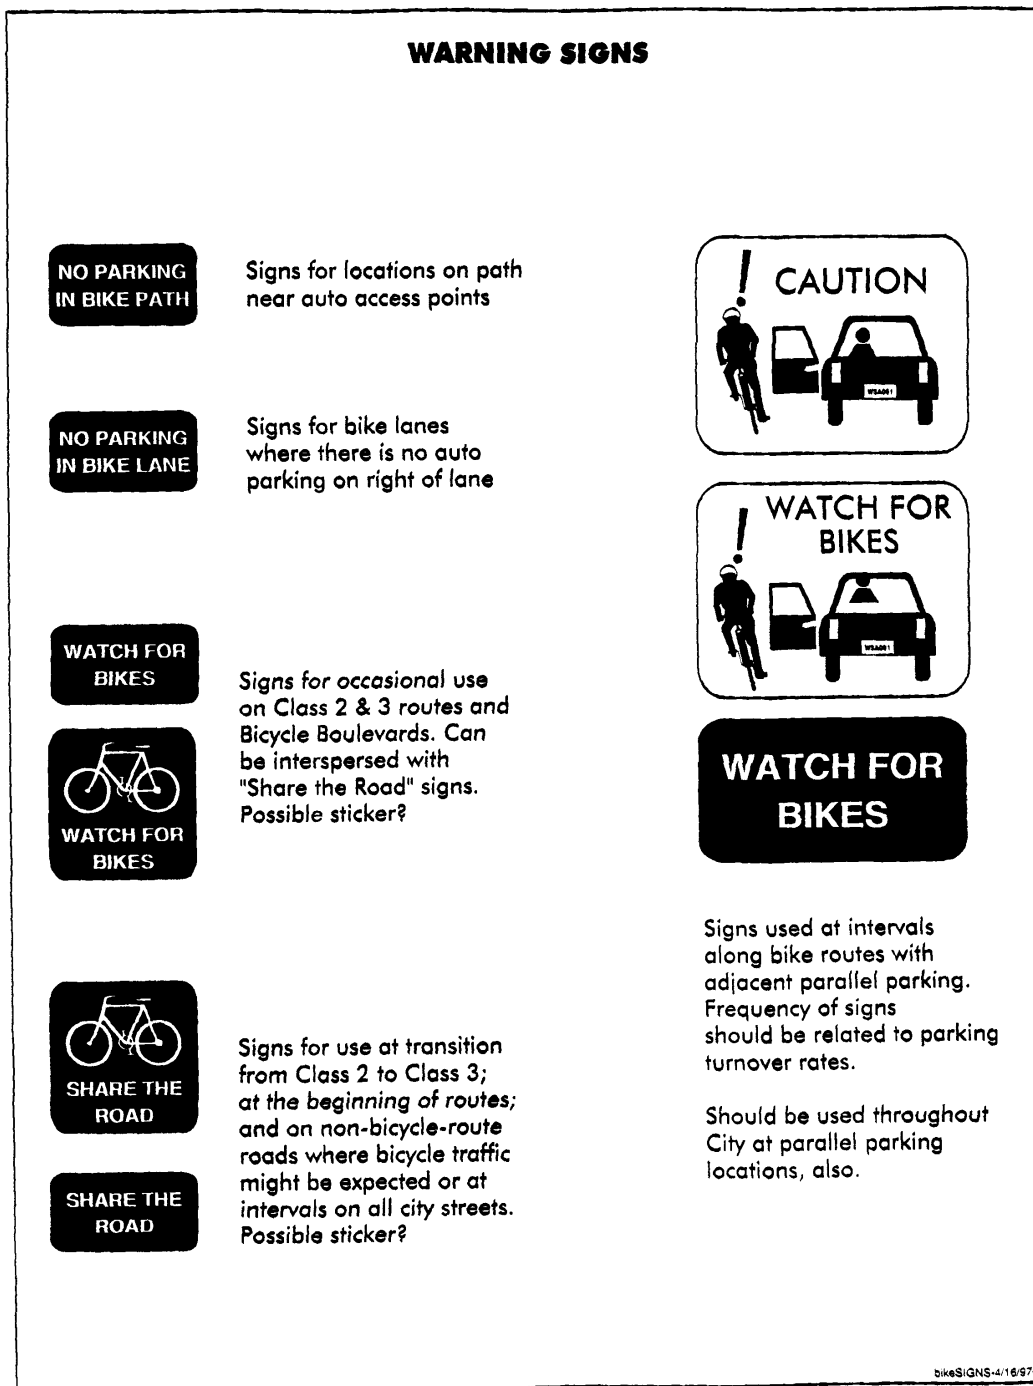 WARNING SIGNS
NO PARKING
IN BIKE PATH
Signs for locations on path
near auto access points
NO PARKING
IN BIKE LANE
Signs for bike lanes
where there is no auto
parking on right of lane
WATCH FOR
BIKES
WATCH FOR
BIKES
Signs for occasional use
on Class 2 & 3 routes and
Bicycle Boulevards. Can
be interspersed with
"Share the Road" signs.
Possible sticker?
SHARE THE
ROAD
SHARE THE
ROAD
Signs for use at transition
from Class 2 to Class 3;
at the beginning of routes;
and on non-bicycle-route
roads where bicycle traffic
might be expected or at
intervals on all city streets.
Possible sticker?
!
CAUTION
!
WATCH FOR
BIKES
WATCH FOR
BIKES
Signs used at intervals
along bike routes with
adjacent parallel parking.
Frequency of signs
should be related to parking
turnover rates.
Should be used throughout
City at parallel parking
locations, also.
bikeSIGNS-4/16/97